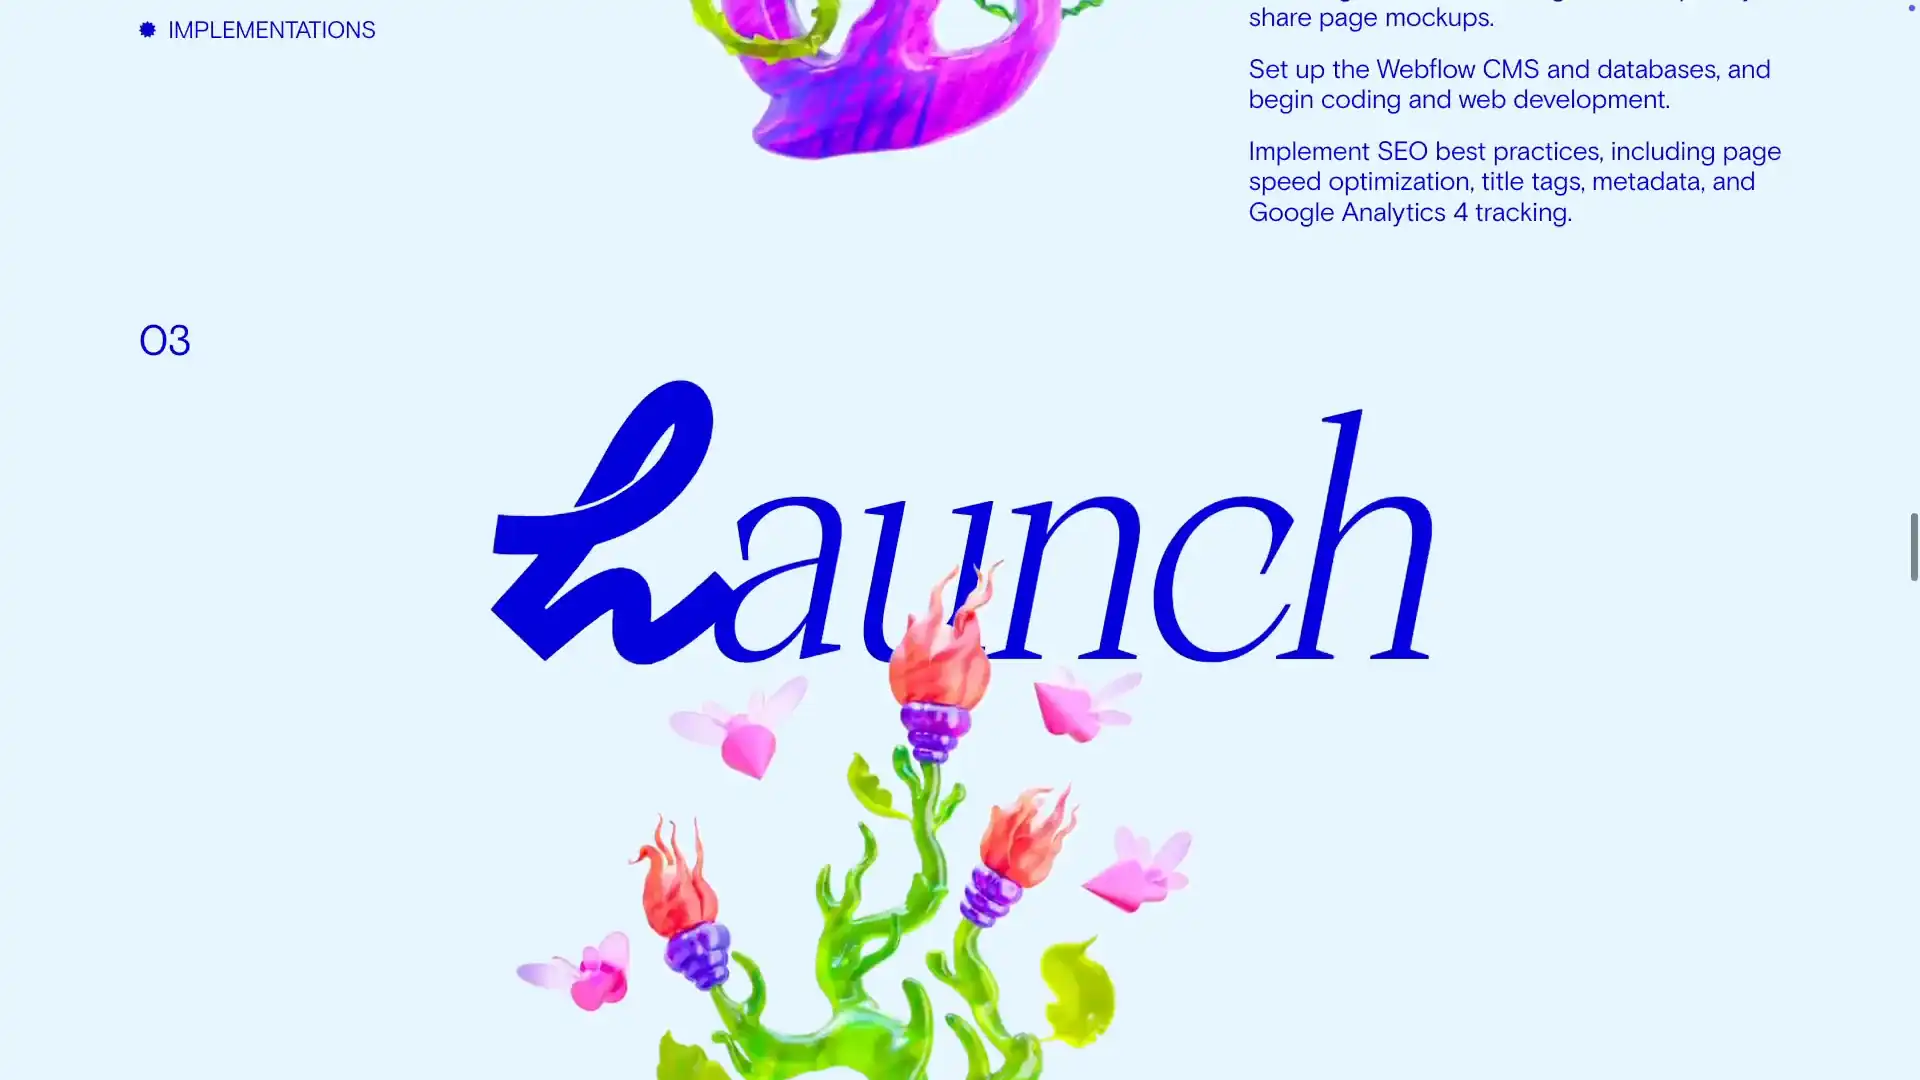 IMPLEMENTATIONS
share page mockups.
Set up the Webflow CMS and databases, and
begin coding and web development.
Implement SEO best practices, including page
speed optimization, title tags, metadata, and
Google Analytics 4 tracking.
03
Launch